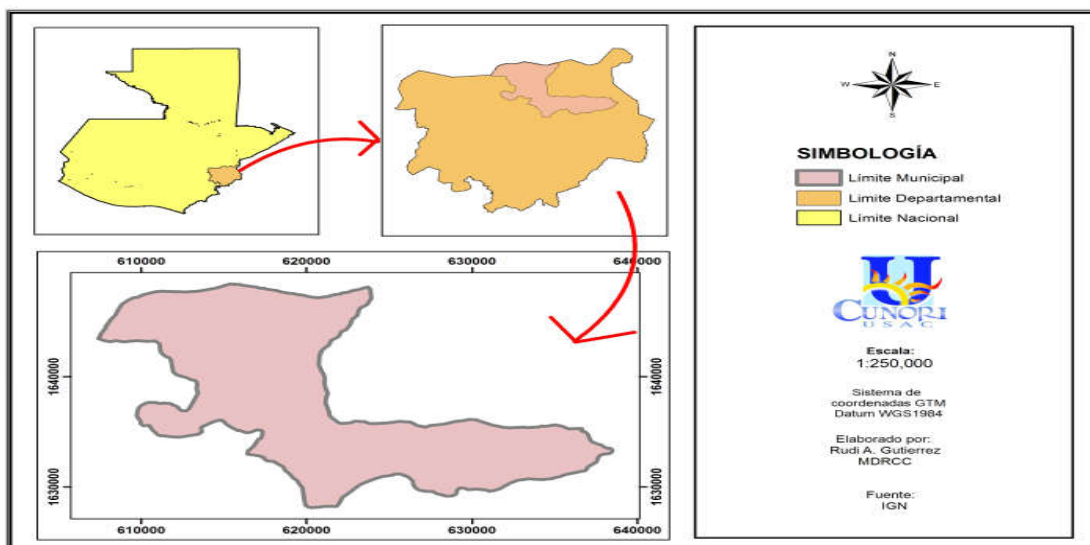 N
W E
S
SIMBOLOGÍA
Límite Municipal
Limite Departamental
Límite Nacional
U
CUNORI
USAC
Escala:
1:250,000
Sistema de
coordenadas GTM
Datum WGS1984
Elaborado por:
Rudi A. Gutierrez
MDRCC
Fuente:
IGN
610000 620000 630000 640000
1640000 1640000
1630000 1630000
610000 620000 630000 640000